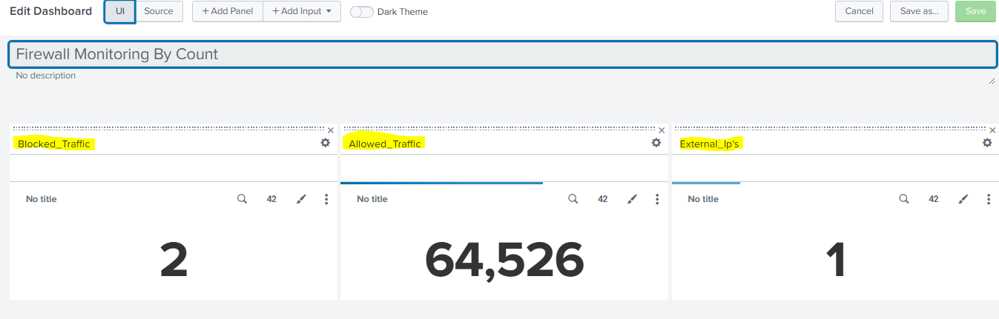 Edit Dashboard UI Source + Add Panel + Add Input Dark Theme Cancel Save as... Save
Firewall Monitoring By Count
No description
Blocked_Traffic Allowed_Traffic External_Ip's
No title 42 No title 42 No title 42
2 64,526 1